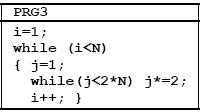 PRG3
i=1;
while (i<N)
{ j=1;
while(j<2*N) j*=2;
i++; }